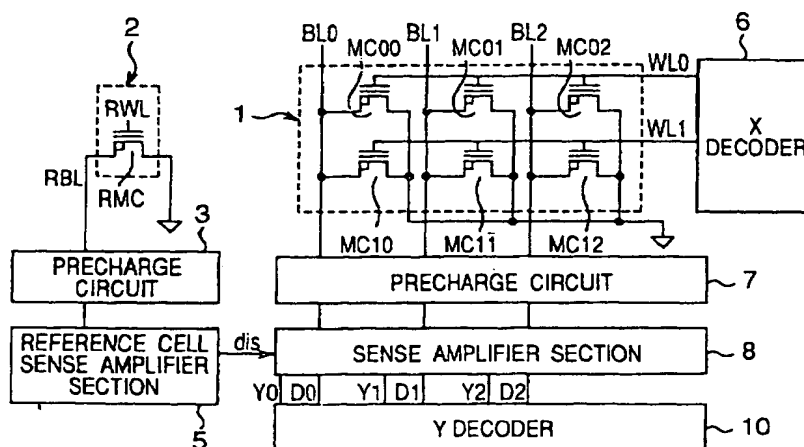 2
BL0 BL1 BL2 6
MC00 MC01 MC02
WL0
RWL
1
X
DECODER
WL1
RBL
RMC
3
MC10 MC11 MC12
PRECHARGE
CIRCUIT
PRECHARGE CIRCUIT
7
REFERENCE CELL
SENSE AMPLIFIER
SECTION
dis
SENSE AMPLIFIER SECTION
8
Y0 D0 Y1 D1 Y2 D2
5
Y DECODER
10